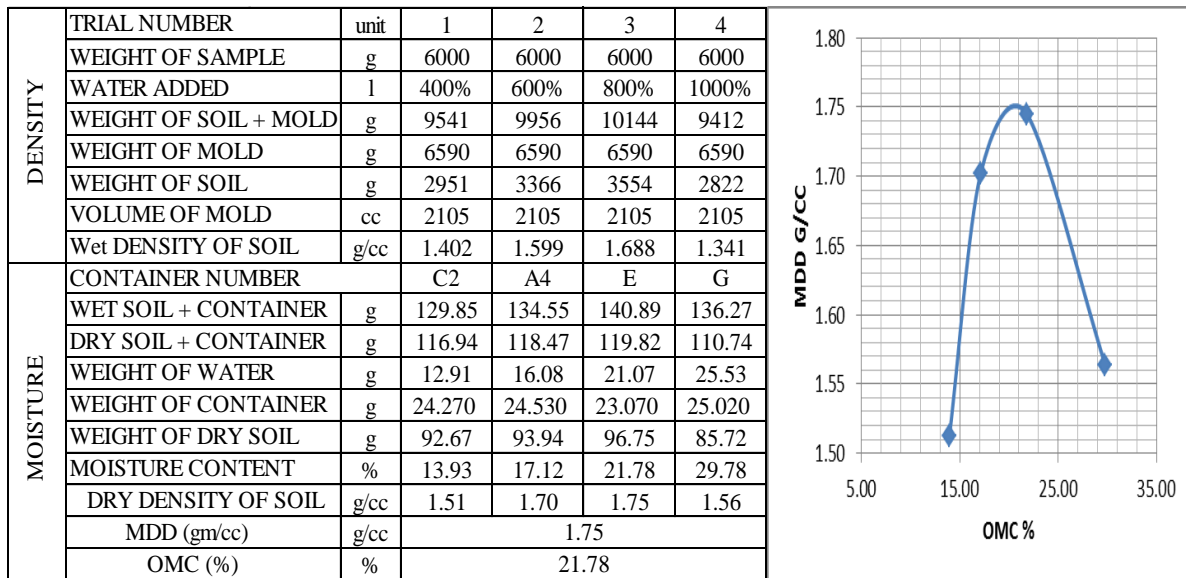 DENSITY
TRIAL NUMBER unit 1 2 3 4
WEIGHT OF SAMPLE g 6000 6000 6000 6000
WATER ADDED l 400% 600% 800% 1000%
WEIGHT OF SOIL + MOLD g 9541 9956 10144 9412
WEIGHT OF MOLD g 6590 6590 6590 6590
WEIGHT OF SOIL g 2951 3366 3554 2822
VOLUME OF MOLD cc 2105 2105 2105 2105
Wet DENSITY OF SOIL g/cc 1.402 1.599 1.688 1.341
MOISTURE
CONTAINER NUMBER C2 A4 E G
WET SOIL + CONTAINER g 129.85 134.55 140.89 136.27
DRY SOIL + CONTAINER g 116.94 118.47 119.82 110.74
WEIGHT OF WATER g 12.91 16.08 21.07 25.53
WEIGHT OF CONTAINER g 24.270 24.530 23.070 25.020
WEIGHT OF DRY SOIL g 92.67 93.94 96.75 85.72
MOISTURE CONTENT % 13.93 17.12 21.78 29.78
DRY DENSITY OF SOIL g/cc 1.51 1.70 1.75 1.56
MDD (gm/cc) g/cc 1.75
OMC (%) % 21.78
MDD G/CC
1.80
1.75
1.70
1.65
1.60
1.55
1.50
5.00 15.00 25.00 35.00
OMC %